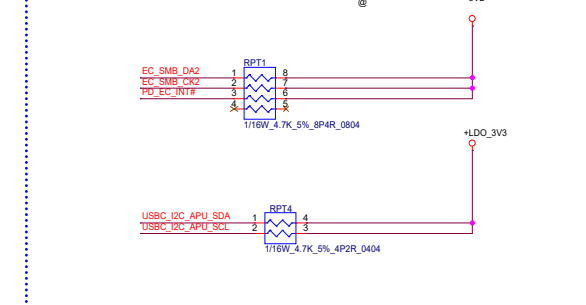 @
RPT1
EC_SMB_DA2 1 8
EC_SMB_CK2 2 7
PD_EC_INT# 3 6
4 5
1/16W_4.7K_5%_8P4R_0804
+LDO_3V3
RPT4
USBC_I2C_APU_SDA 1 4
USBC_I2C_APU_SCL 2 3
1/16W_4.7K_5%_4P2R_0404